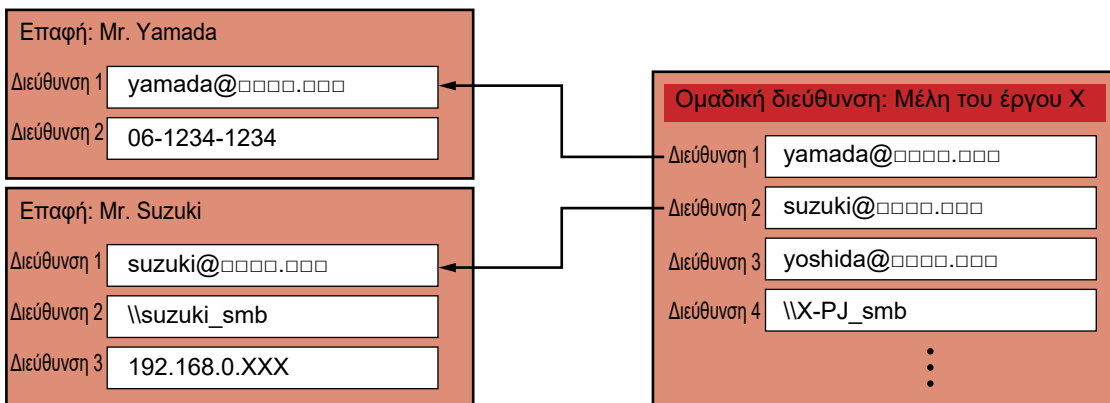 Επαφή: Mr. Yamada
Διεύθυνση 1 yamada@□□□□.□□□
Διεύθυνση 2 06-1234-1234
Επαφή: Mr. Suzuki
Διεύθυνση 1 suzuki@□□□□.□□□
Διεύθυνση 2 \\suzuki_smb
Διεύθυνση 3 192.168.0.XXX
Ομαδική διεύθυνση: Μέλη του έργου X
Διεύθυνση 1 yamada@□□□□.□□□
Διεύθυνση 2 suzuki@□□□□.□□□
Διεύθυνση 3 yoshida@□□□□.□□□
Διεύθυνση 4 \\X-PJ_smb